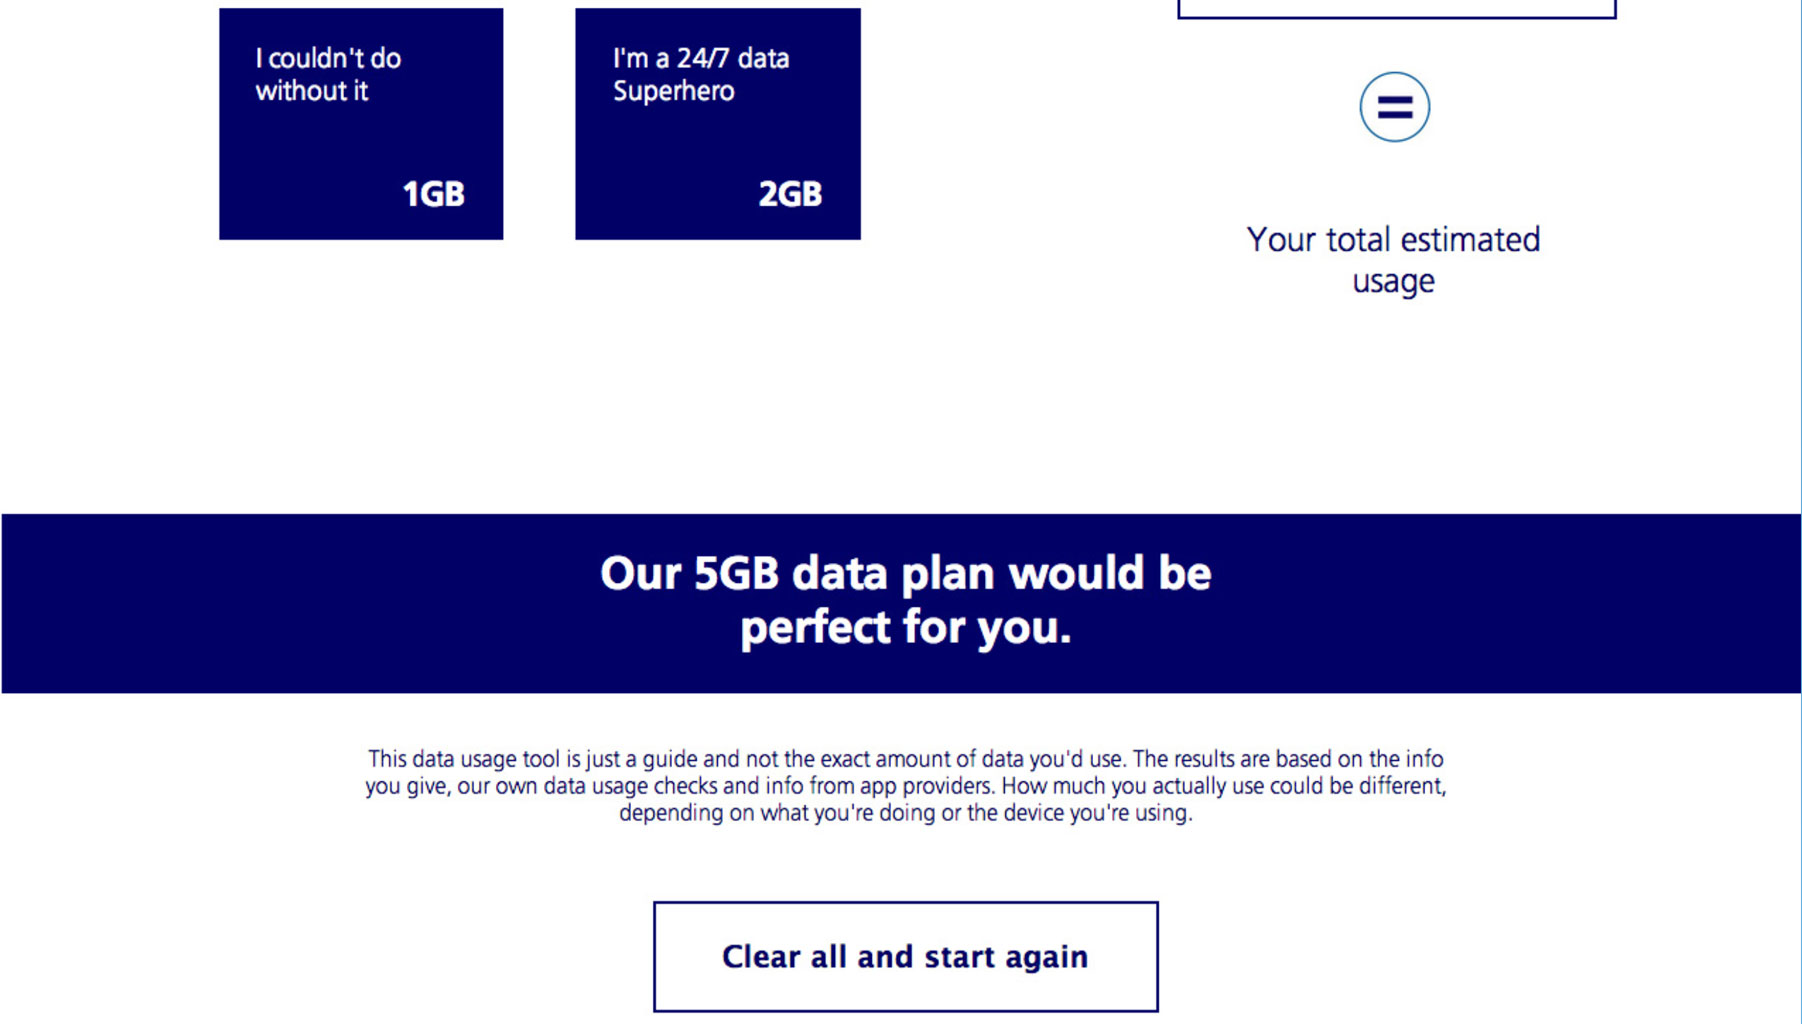 I couldn't do
without it
1GB
I'm a 24/7 data
Superhero
2GB
=
Your total estimated
usage
Our 5GB data plan would be
perfect for you.
This data usage tool is just a guide and not the exact amount of data you'd use. The results are based on the info
you give, our own data usage checks and info from app providers. How much you actually use could be different,
depending on what you're doing or the device you're using.
Clear all and start again